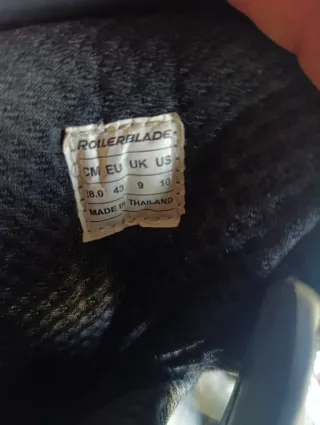 ROLLERBLADE
CM EU UK US
28.0 43 9 10
MADE IN THAILAND